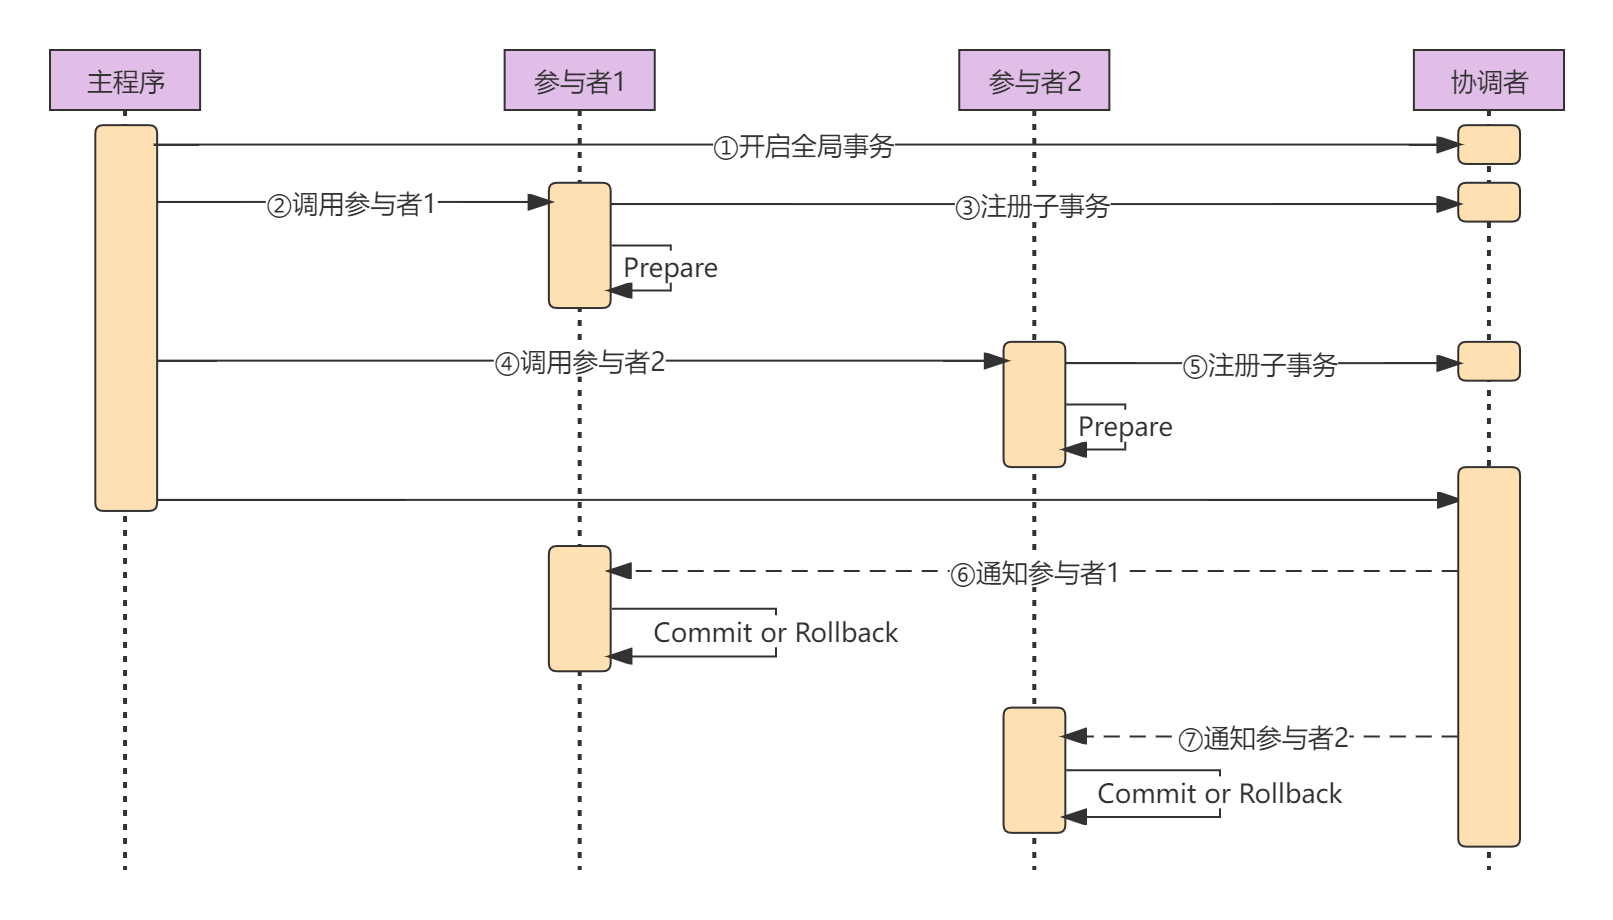 主程序
参与者1
参与者2
协调者
①开启全局事务
②调用参与者1
③注册子事务
Prepare
④调用参与者2
⑤注册子事务
Prepare
⑥通知参与者1
Commit or Rollback
⑦通知参与者2
Commit or Rollback